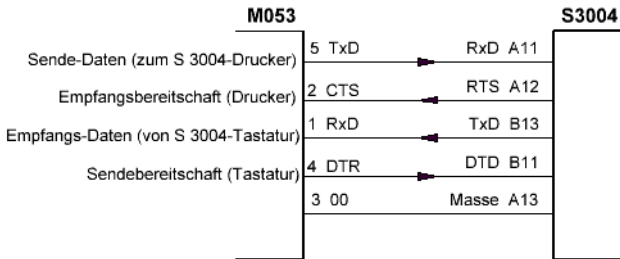 M053 S3004
Sende-Daten (zum S 3004-Drucker) 5 TxD RxD A11
Empfangsbereitschaft (Drucker) 2 CTS RTS A12
Empfangs-Daten (von S 3004-Tastatur) 1 RxD TxD B13
Sendebereitschaft (Tastatur) 4 DTR DTD B11
3 00 Masse A13